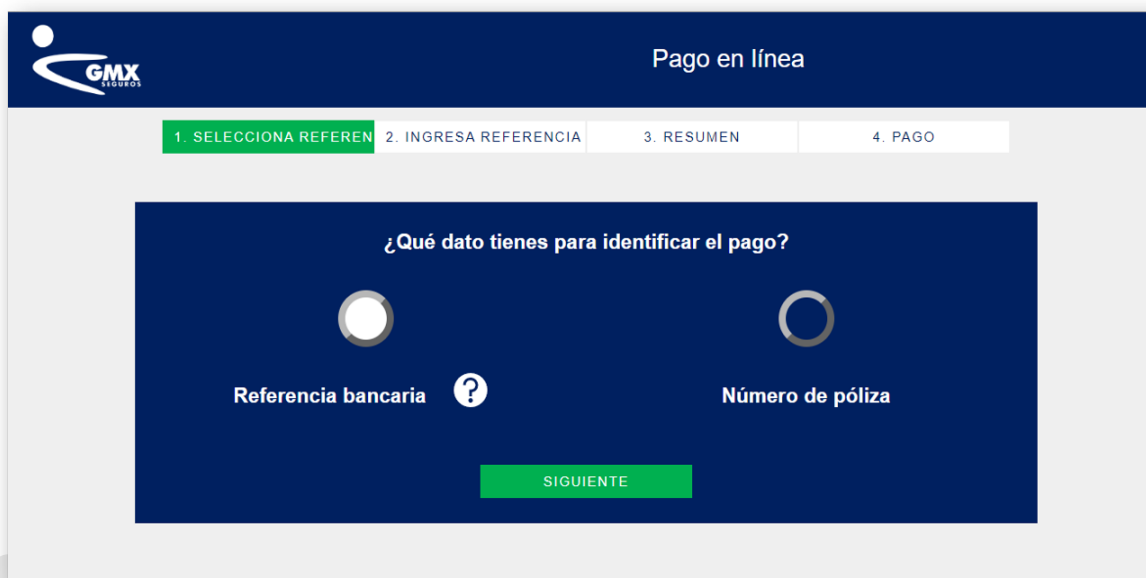 GMX
SEGUROS
Pago en línea
1. SELECCIONA REFEREN
2. INGRESA REFERENCIA
3. RESUMEN
4. PAGO
¿Qué dato tienes para identificar el pago?
Referencia bancaria ?
Número de póliza
SIGUIENTE